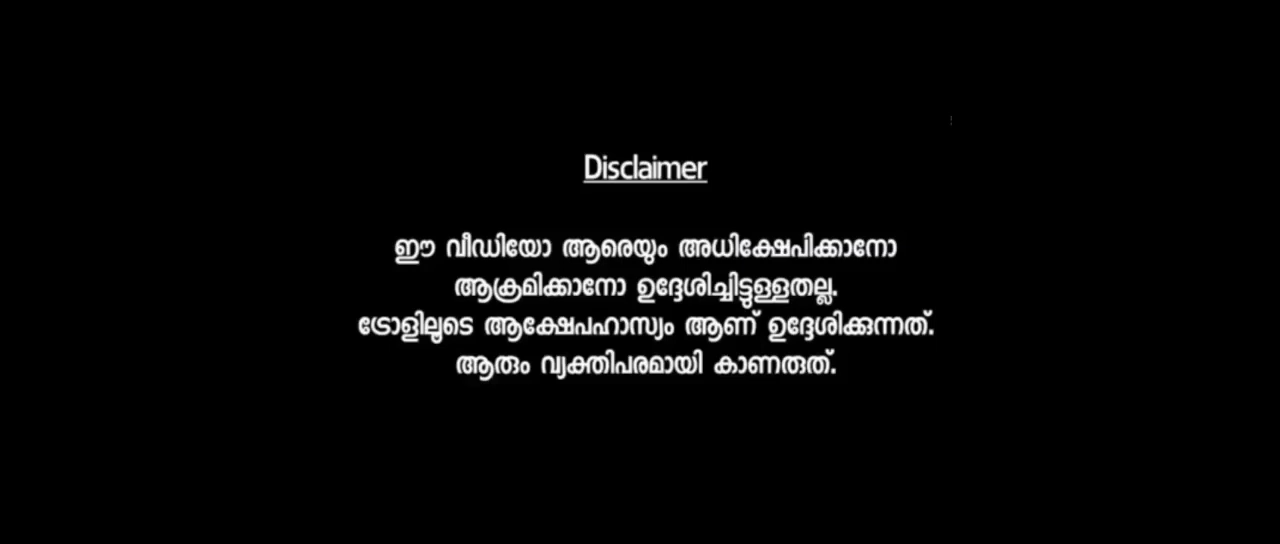 Disclaimer
ഈ വീഡിയോ ആരെയും അധിക്ഷേപിക്കാനോ
ആക്രമിക്കാനോ ഉദ്ദേശിച്ചിട്ടുള്ളതല്ല.
ട്രോളിലൂടെ ആക്ഷേപഹാസ്യം ആണ് ഉദ്ദേശിക്കുന്നത്.
ആരും വ്യക്തിപരമായി കാണരുത്.